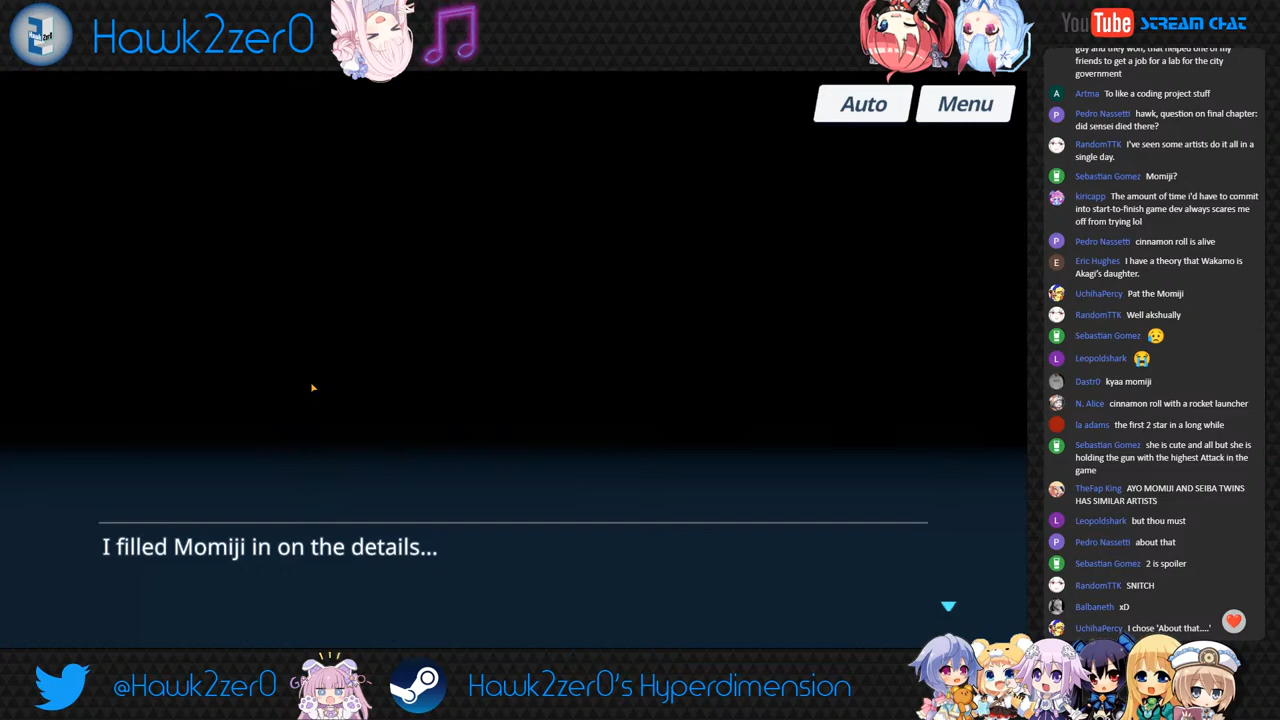 Hawk2zer0
YouTube STREAM CHAT
Auto
Menu
guy and they won, that helped one of my
friends to get a job for a lab for the city
government
A Artma To like a coding project stuff
P Pedro Nassetti hawk, question on final chapter:
did sensei died there?
RandomTTK I've seen some artists do it all in a
single day.
Sebastian Gomez Momiji?
kiricapp The amount of time i'd have to commit
into start-to-finish game dev always scares me
off from trying lol
P Pedro Nassetti cinnamon roll is alive
E Eric Hughes I have a theory that Wakamo is
Akagi's daughter.
UchihaPercy Pat the Momiji
RandomTTK Well akshually
Sebastian Gomez 😥
Leopoldshark 😭
Dastr0 kyaa momiji
N. Alice cinnamon roll with a rocket launcher
la adams the first 2 star in a long while
Sebastian Gomez she is cute and all but she is
holding the gun with the highest Attack in the
game
TheFap King AYO MOMIJI AND SEIBA TWINS
HAS SIMILAR ARTISTS
Leopoldshark but thou must
P Pedro Nassetti about that
Sebastian Gomez 2 is spoiler
RandomTTK SNITCH
Balbaneth xD
UchihaPercy I chose 'About that....'
I filled Momiji in on the details...
@Hawk2zer0
Hawk2zer0's Hyperdimension